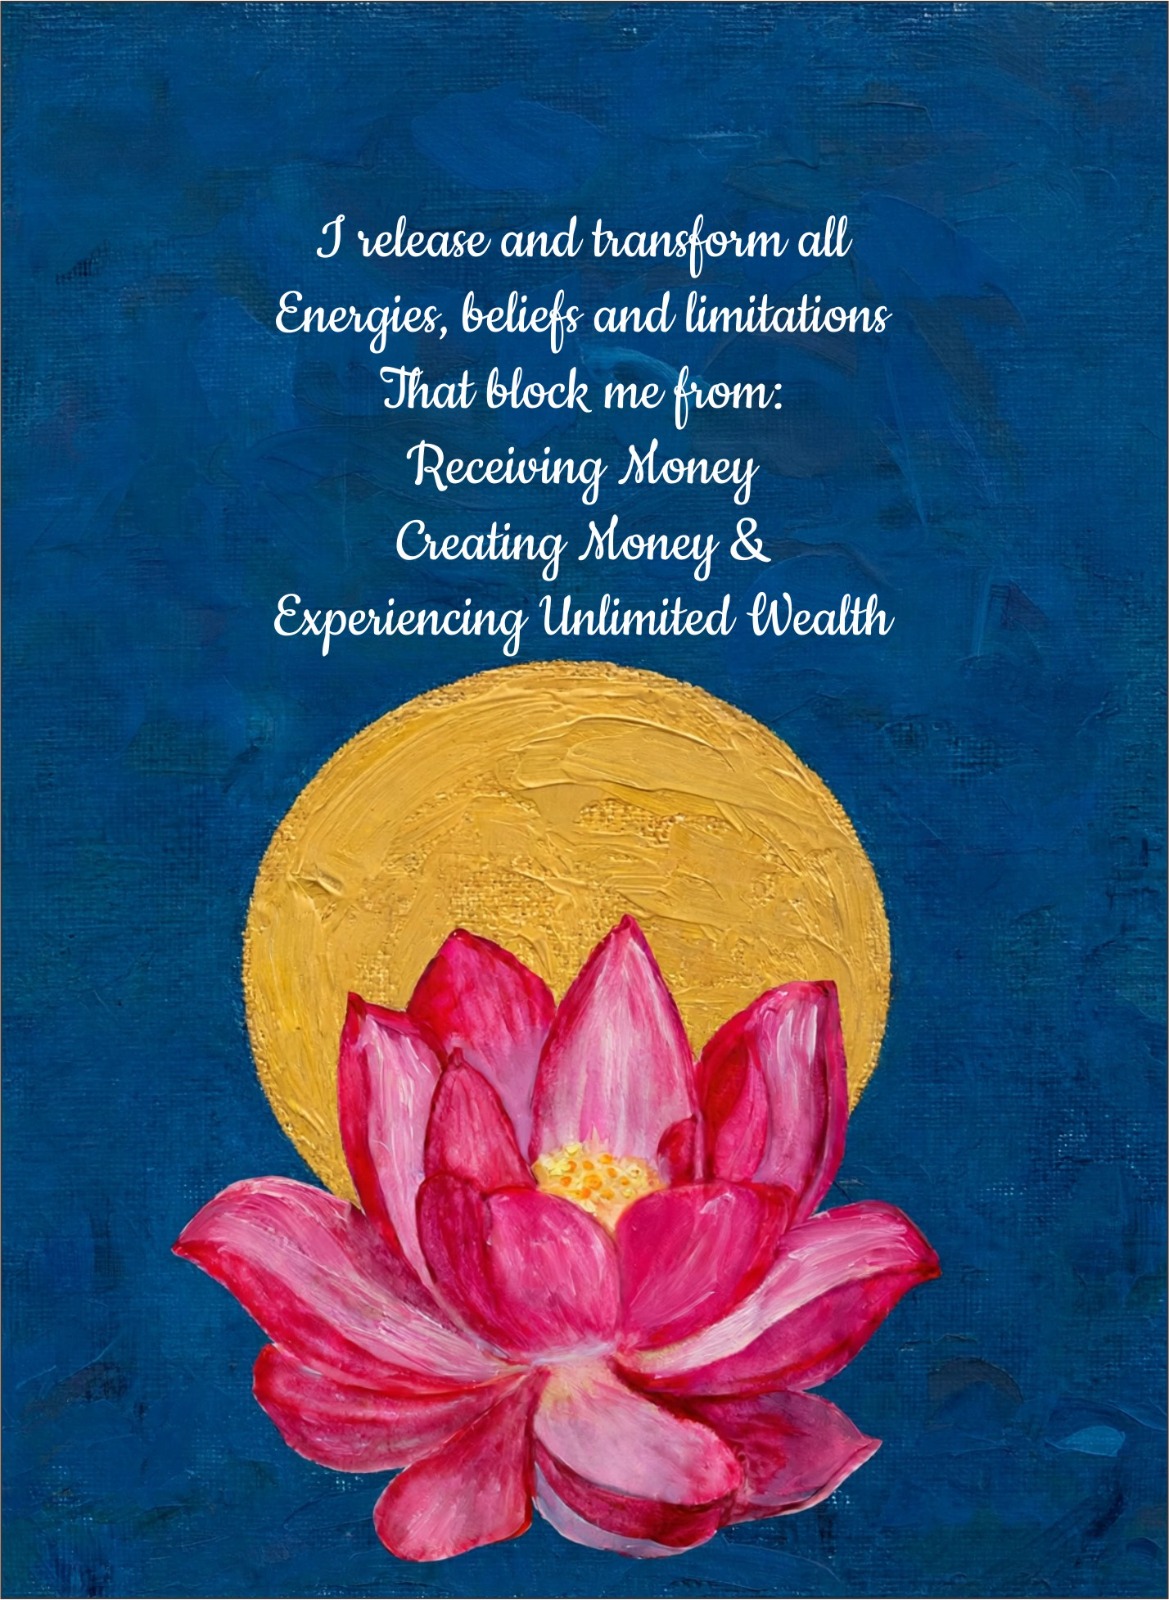 I release and transform all
Energies, beliefs and limitations
That block me from:
Receiving Money
Creating Money &
Experiencing Unlimited Wealth